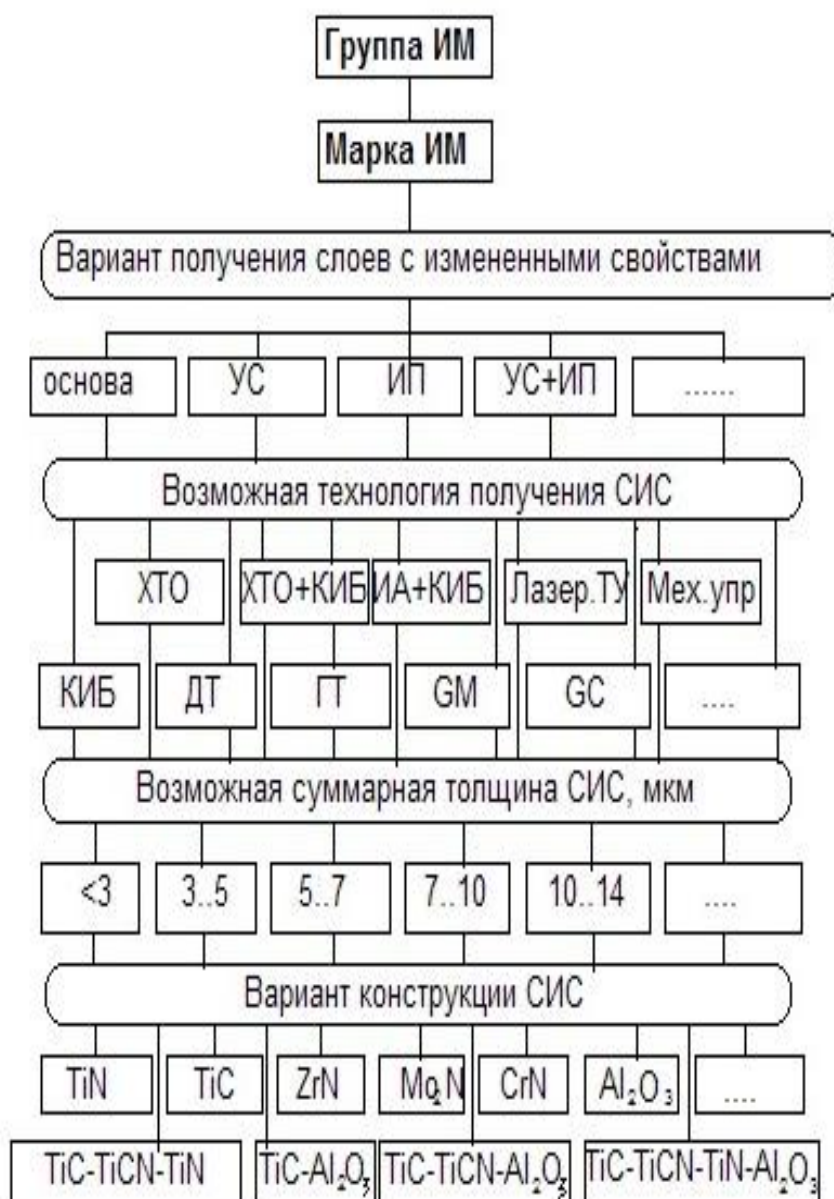 Группа ИМ
Марка ИМ
Вариант получения слоев с измененными свойствами
основа УС ИП УС+ИП ......
Возможная технология получения СИС
ХТО ХТО+КИБ ИА+КИБ Лазер.ТУ Мех.упр
КИБ ДТ ГТ GM GC ....
Возможная суммарная толщина СИС, мкм
<3 3..5 5..7 7..10 10..14 ....
Вариант конструкции СИС
TiN TiC ZrN Mo₂N CrN Al₂O₃ ....
TiC-TiCN-TiN TiC-Al₂O₃ TiC-TiCN-Al₂O₃ TiC-TiCN-TiN-Al₂O₃